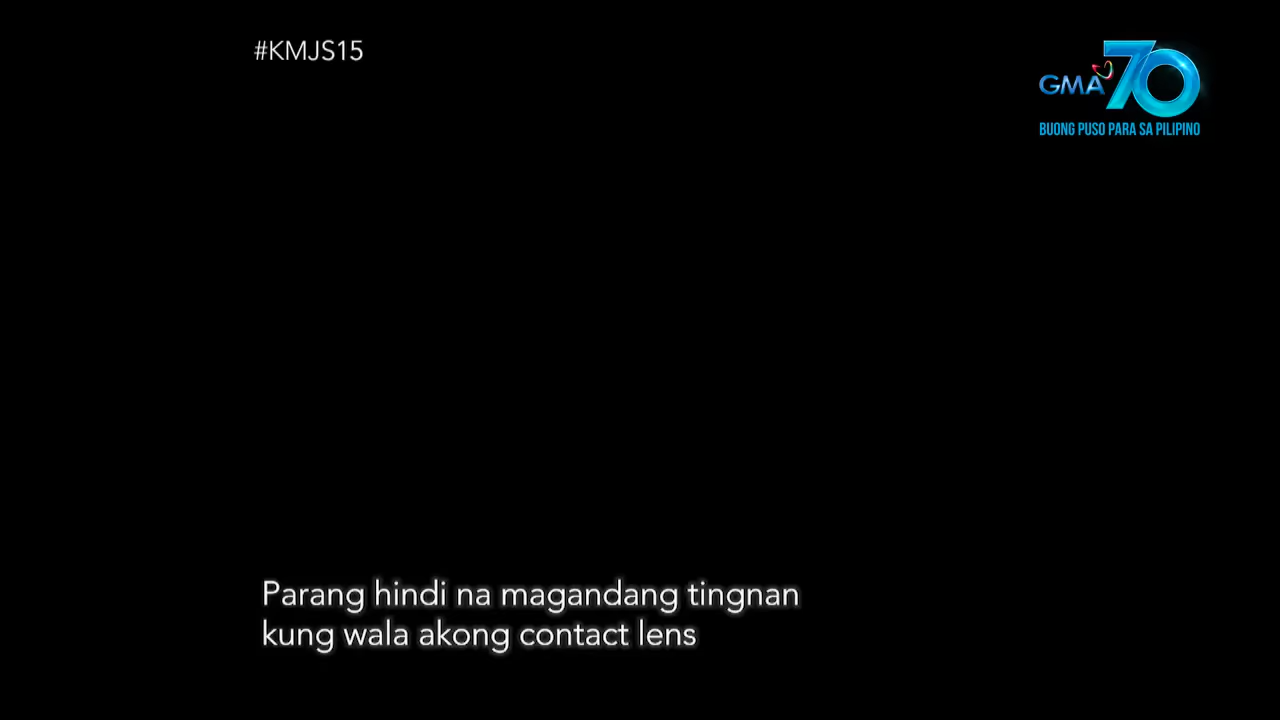 #KMJS15
GMA 70
BUONG PUSO PARA SA PILIPINO
Parang hindi na magandang tingnan
kung wala akong contact lens